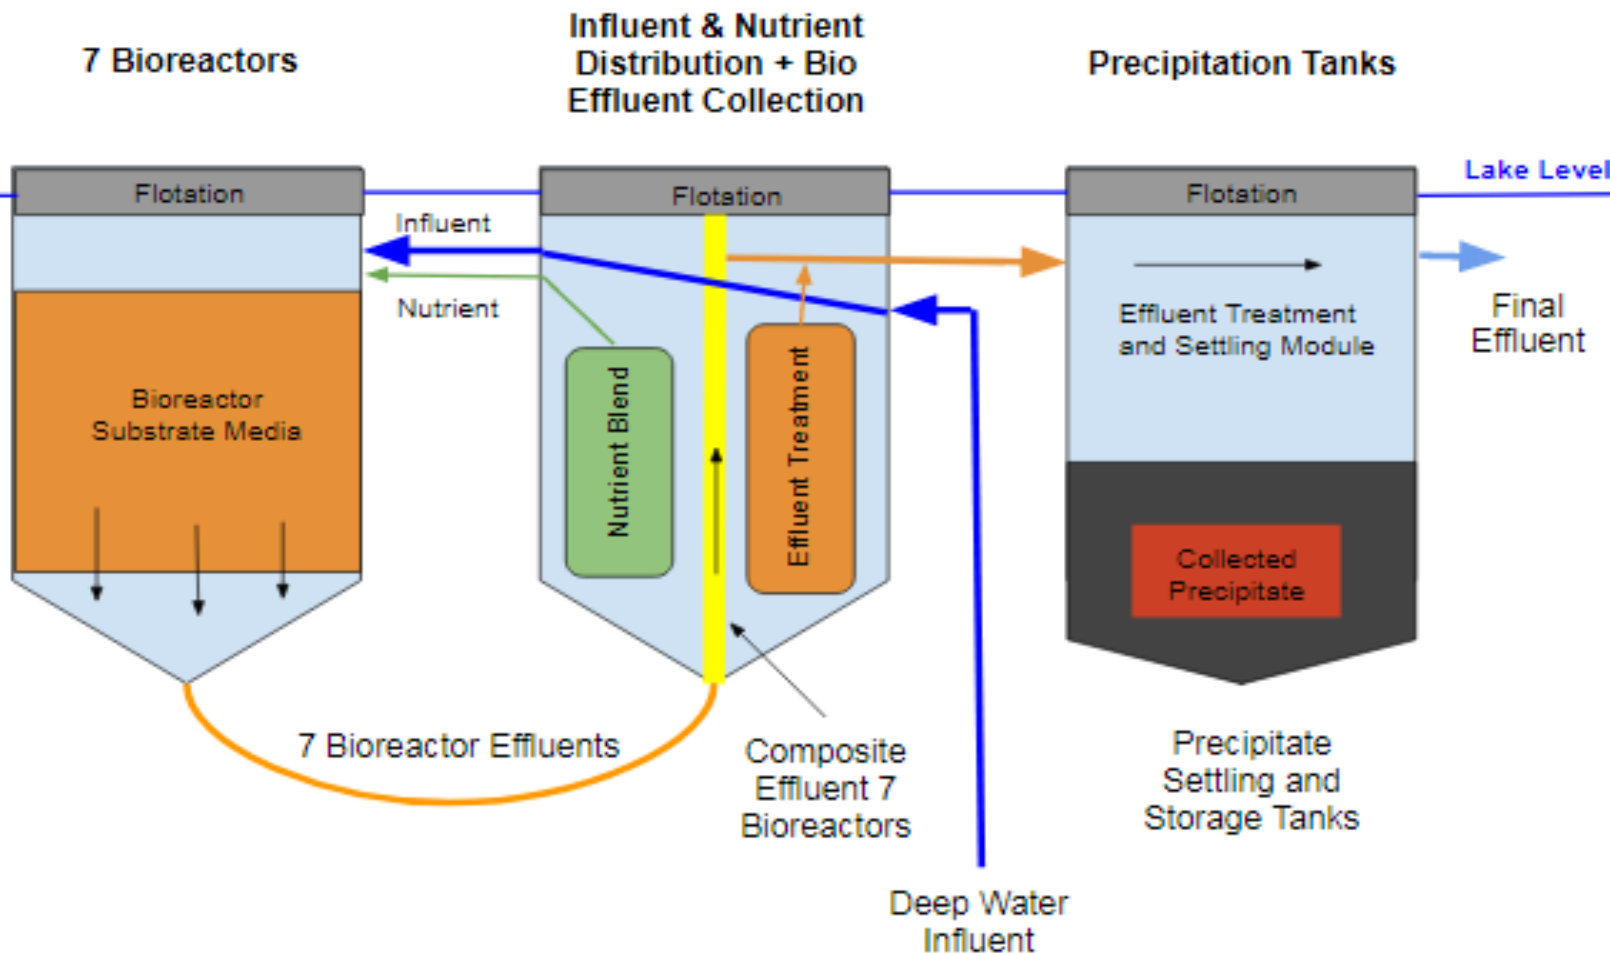 7 Bioreactors
Influent & Nutrient
Distribution + Bio
Effluent Collection
Precipitation Tanks
Lake Level
Flotation
Flotation
Flotation
Influent
Nutrient
Bioreactor
Substrate Media
Nutrient Blend
Effluent Treatment
Effluent Treatment
and Settling Module
Final
Effluent
Collected
Precipitate
7 Bioreactor Effluents
Composite
Effluent 7
Bioreactors
Precipitate
Settling and
Storage Tanks
Deep Water
Influent